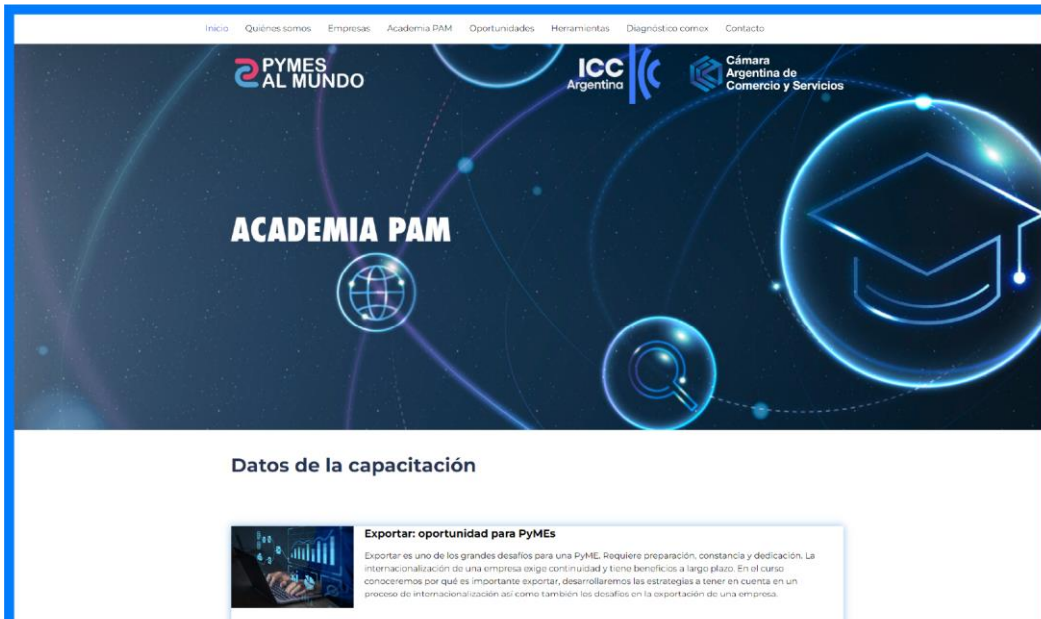 Inicio Quiénes somos Empresas Academia PAM Oportunidades Herramientas Diagnóstico comex Contacto
PYMES
AL MUNDO
ICC
Argentina
Cámara
Argentina de
Comercio y Servicios
ACADEMIA PAM
Datos de la capacitación
Exportar: oportunidad para PyMEs
Exportar es uno de los grandes desafíos para una PyME. Requiere preparación, constancia y dedicación. La
internacionalización de una empresa exige continuidad y tiene beneficios a largo plazo. En el curso
conoceremos por qué es importante exportar, desarrollaremos las estrategias a tener en cuenta en un
proceso de internacionalización así como también los desafíos en la exportación de una empresa.